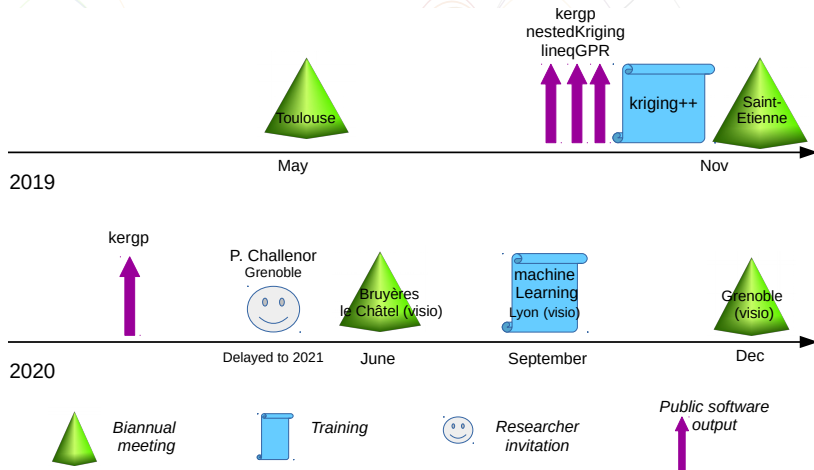 kergp
nestedKriging
lineqGPR
Toulouse
kriging++
Saint-
Etienne
May
Nov
2019
kergp
P. Challenor
Grenoble
Bruyères
le Châtel (visio)
machine
Learning
Lyon (visio)
Grenoble
(visio)
Delayed to 2021
June
September
Dec
2020
Biannual
meeting
Training
Researcher
invitation
Public software
output